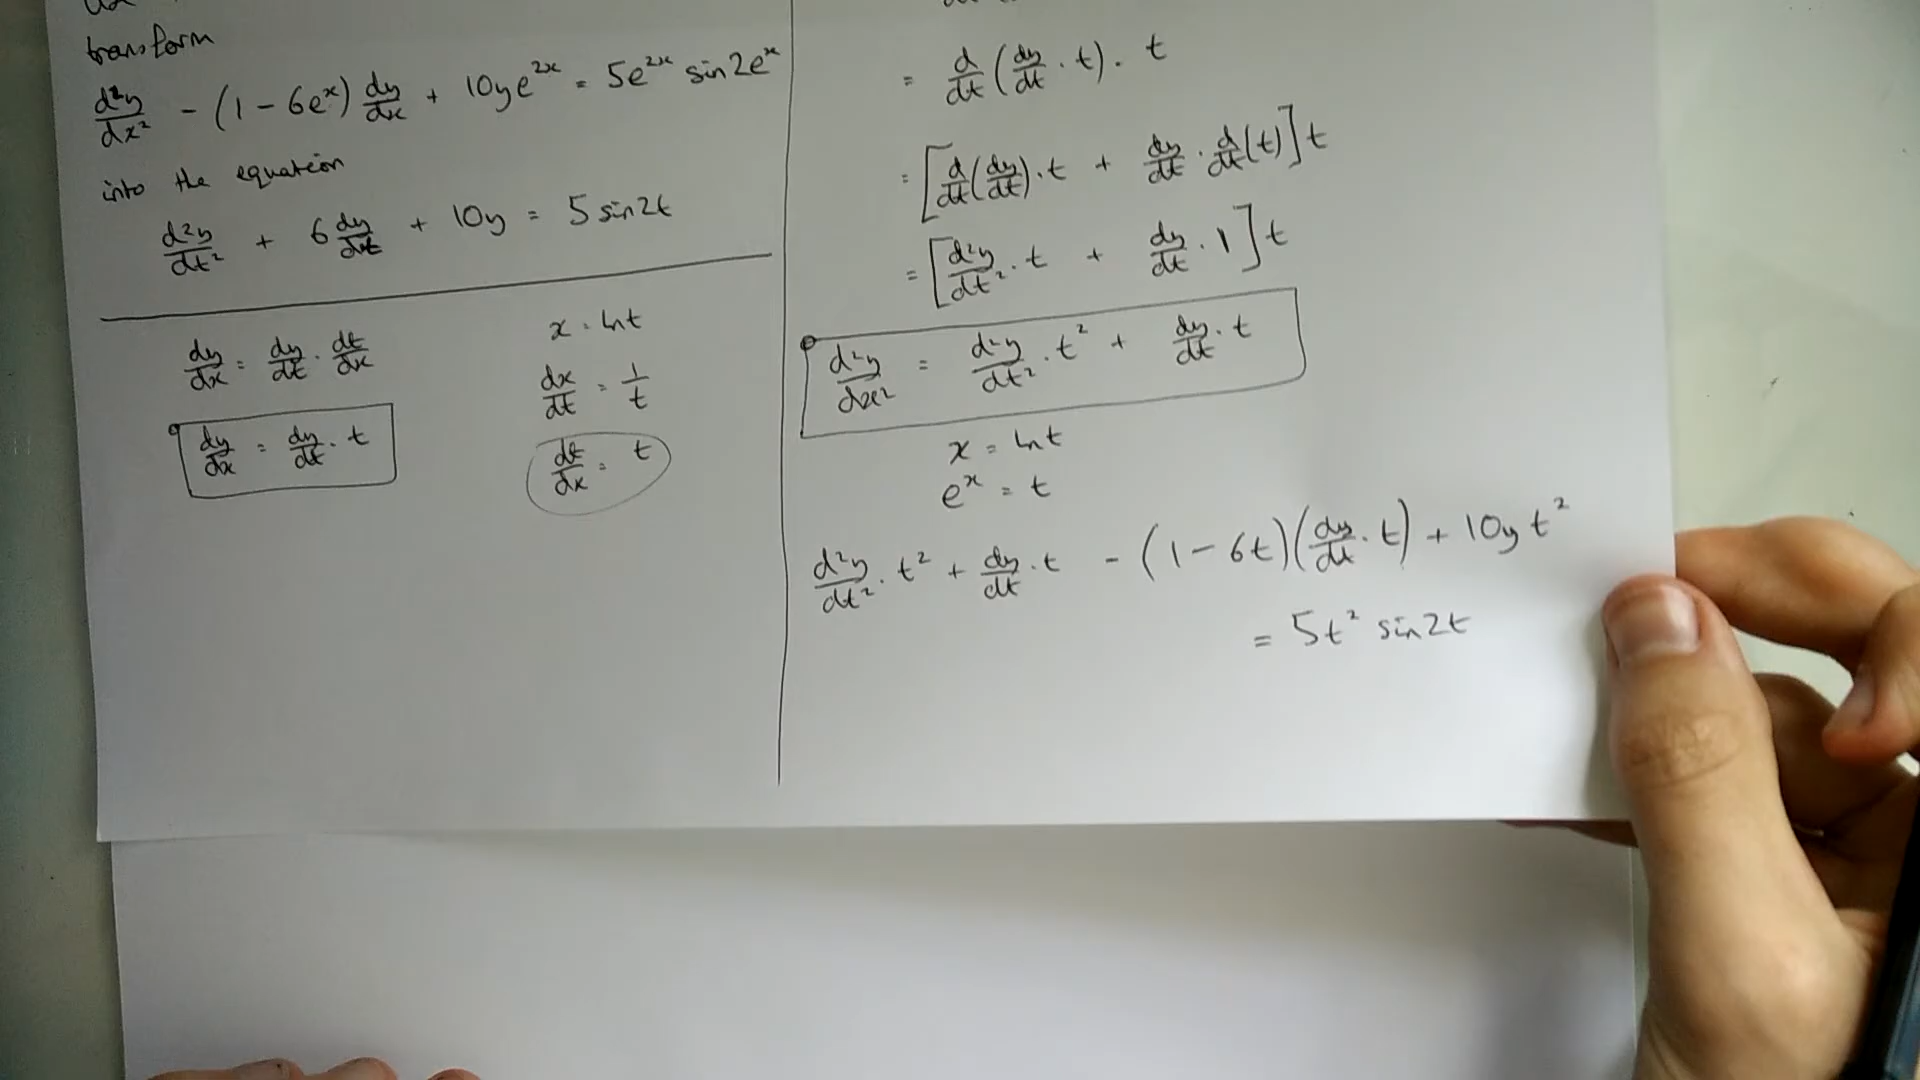 transform
d²y/dx² - (1 - 6eˣ) dy/dx + 10ye²ˣ = 5e²ˣ sin2eˣ
into the equation
d²y/dt² + 6 dy/dt + 10y = 5 sin2t
dy/dx = dy/dt · dt/dx
dy/dx = dy/dt · t
x = lnt
dx/dt = 1/t
dt/dx = t
= d/dt (dy/dt · t) · t
= [d/dt (dy/dt) · t + dy/dt · d/dt (t)] t
= [d²y/dt² · t + dy/dt · 1] t
d²y/dx² = d²y/dt² · t² + dy/dt · t
x = lnt
eˣ = t
d²y/dt² · t² + dy/dt · t - (1 - 6t)(dy/dt · t) + 10y t²
= 5t² sin2t